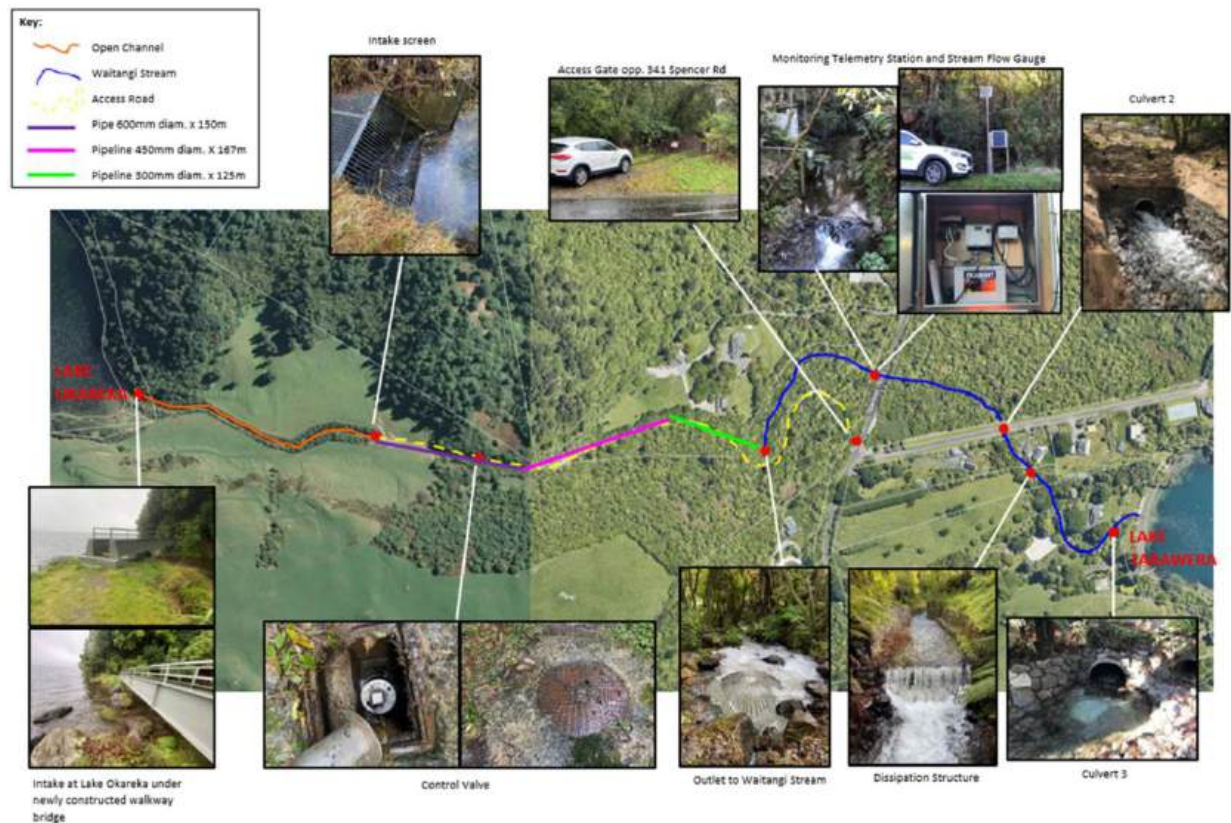 Key:
Open Channel
Waitangi Stream
Access Road
Pipe 600mm diam. x 150m
Pipeline 450mm diam. X 167m
Pipeline 300mm diam. x 125m
Intake screen
Access Gate opp. 341 Spencer Rd
Monitoring Telemetry Station and Stream Flow Gauge
Culvert 2
LAKE
OKAREKA
LAKE
TARAWERA
Intake at Lake Okareka under
newly constructed walkway
bridge
Control Valve
Outlet to Waitangi Stream
Dissipation Structure
Culvert 3